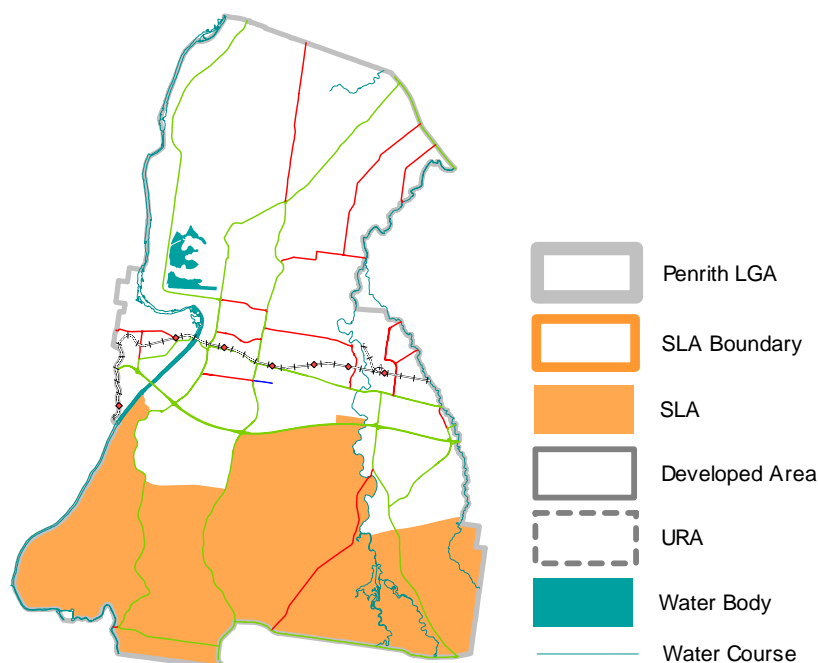 Penrith LGA
SLA Boundary
SLA
Developed Area
URA
Water Body
Water Course